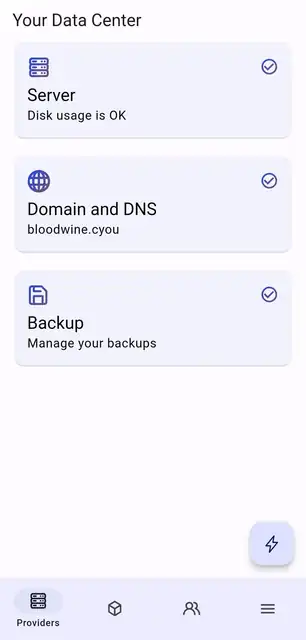 Your Data Center
Server
Disk usage is OK
Domain and DNS
bloodwine.cyou
Backup
Manage your backups
Providers